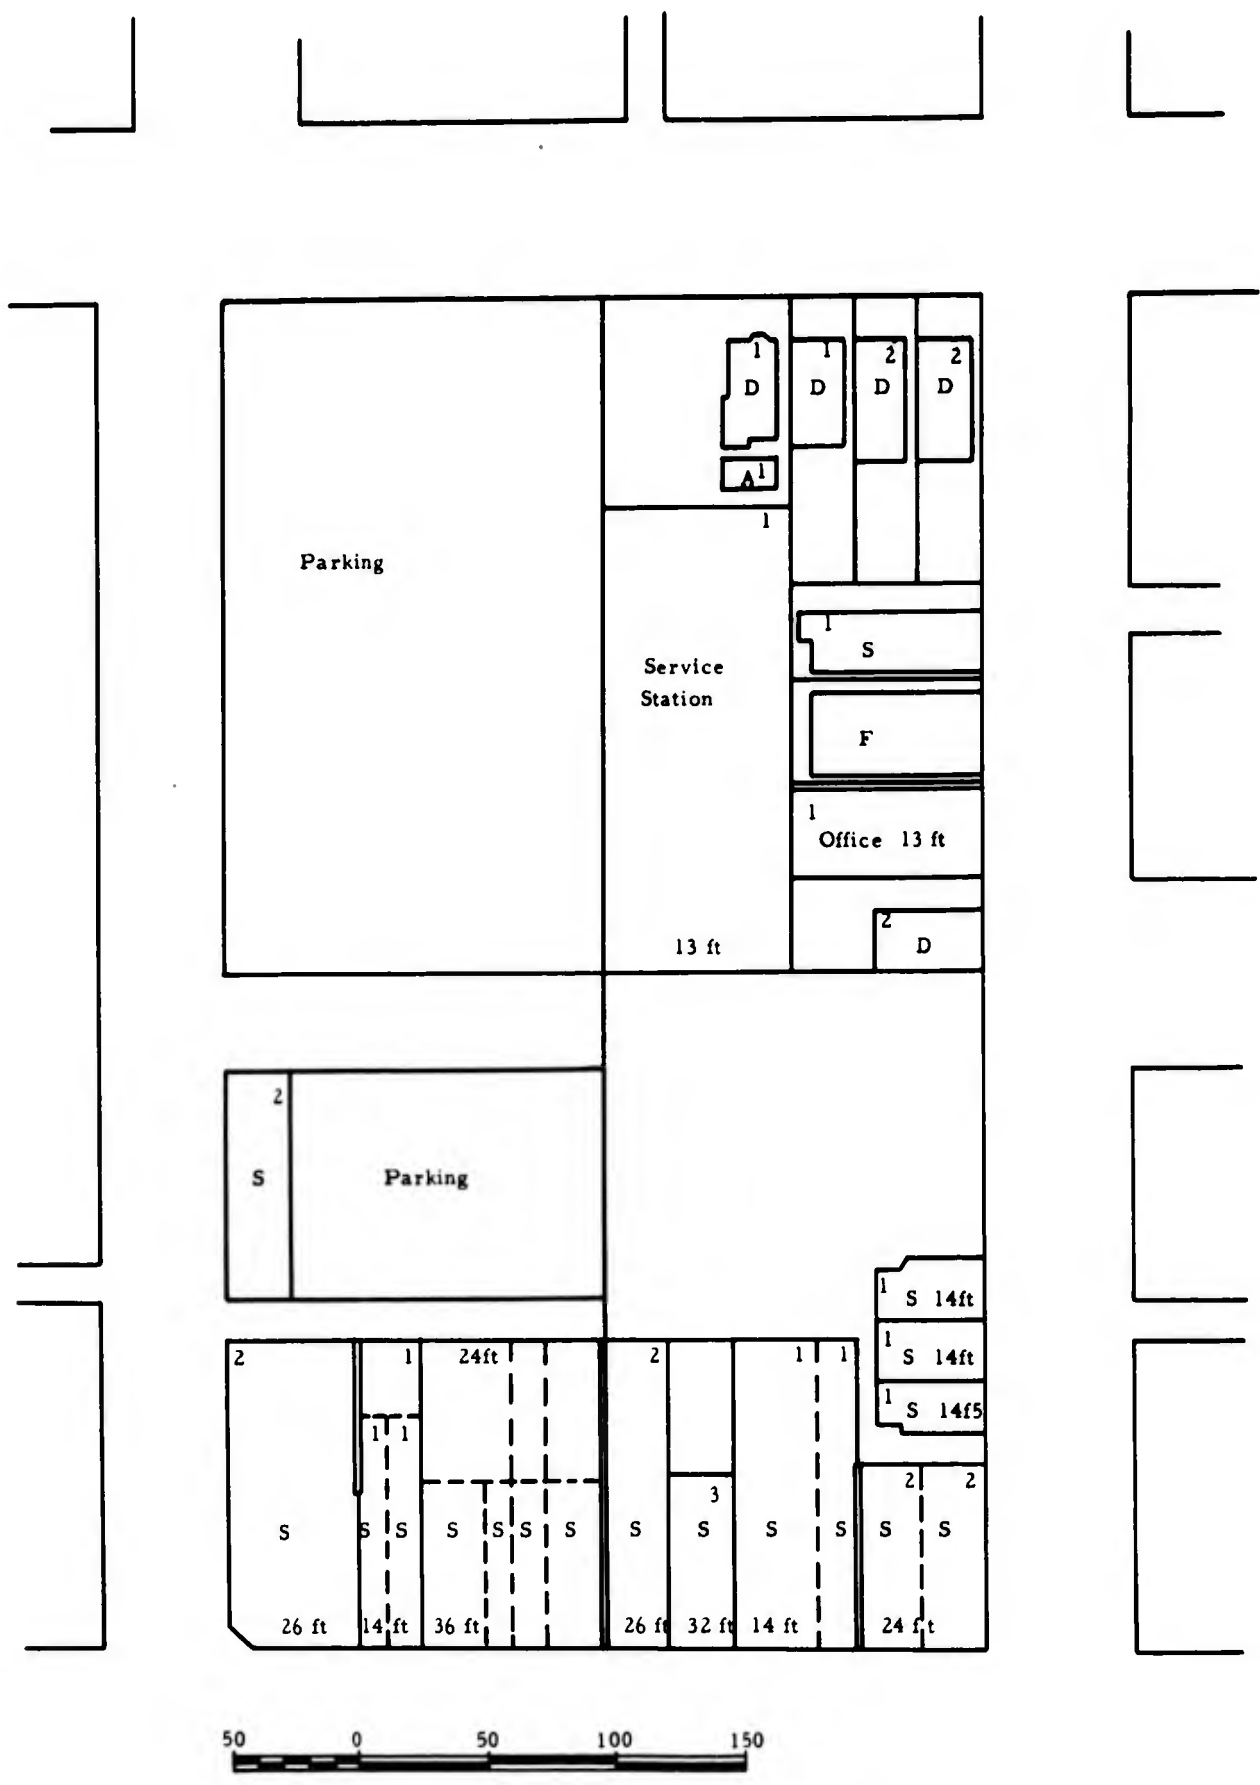 1
1
2
2
D
D
D
D
A 1
1
Parking
1
S
Service
Station
F
1
Office 13 ft
2
D
13 ft
2
S
Parking
1
S 14ft
1
S 14ft
1
S 14f5
2
1
24ft
2
1
1
1
1
3
2
2
S
S
S
S
S
S
S
S
S
S
S
S
S
26 ft
14 ft
36 ft
26 ft
32 ft
14 ft
24 ft
50 0 50 100 150